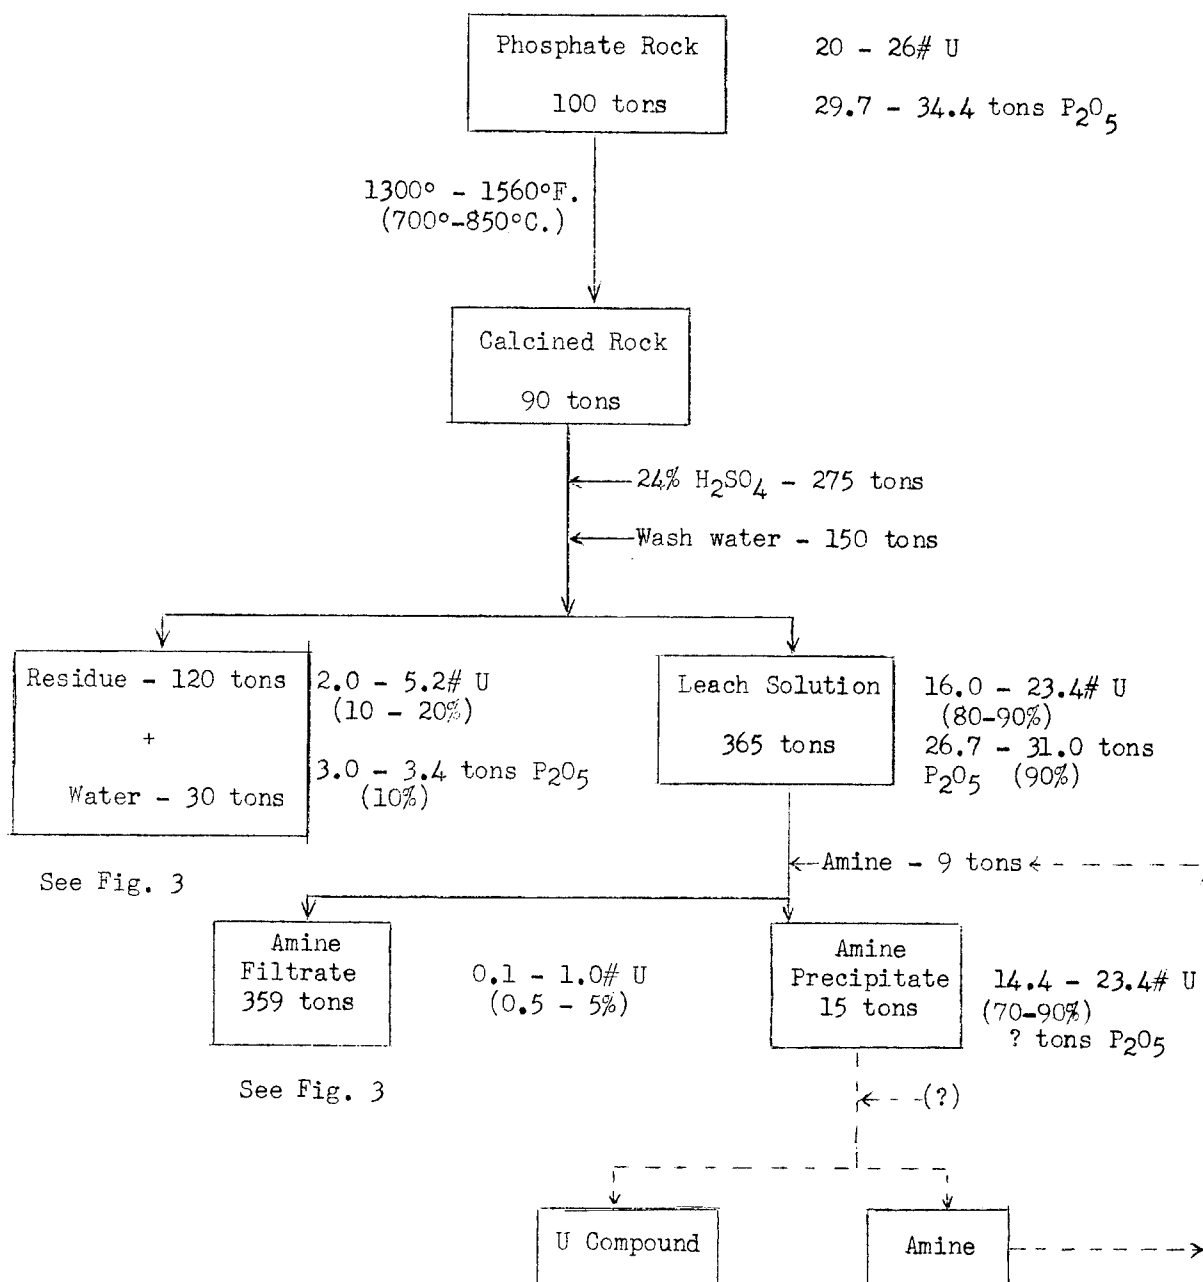 Phosphate Rock
100 tons
20 - 26# U
29.7 - 34.4 tons P₂O₅
1300° - 1560°F.
(700°-850°C.)
Calcined Rock
90 tons
24% H₂SO₄ - 275 tons
Wash water - 150 tons
Residue - 120 tons
+
Water - 30 tons
2.0 - 5.2# U
(10 - 20%)
3.0 - 3.4 tons P₂O₅
(10%)
See Fig. 3
Leach Solution
365 tons
16.0 - 23.4# U
(80-90%)
26.7 - 31.0 tons
P₂O₅ (90%)
Amine - 9 tons
Amine
Filtrate
359 tons
0.1 - 1.0# U
(0.5 - 5%)
See Fig. 3
Amine
Precipitate
15 tons
14.4 - 23.4# U
(70-90%)
? tons P₂O₅
(?)
U Compound
Amine